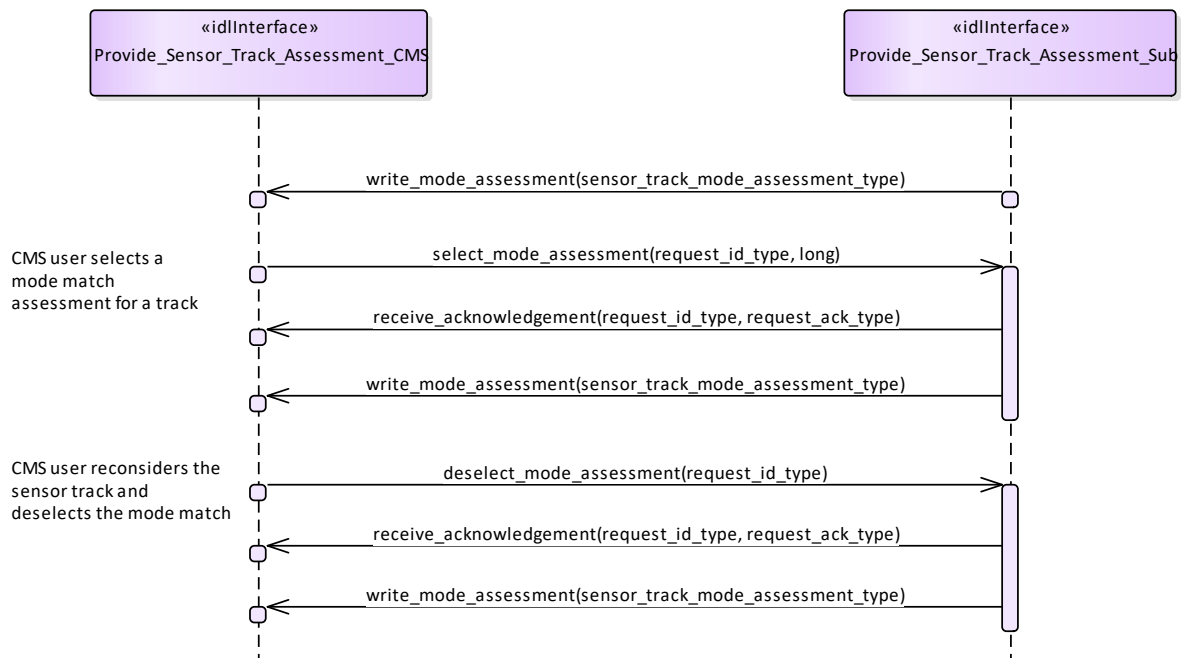 «idlInterface»
Provide_Sensor_Track_Assessment_CMS
«idlInterface»
Provide_Sensor_Track_Assessment_Sub
write_mode_assessment(sensor_track_mode_assessment_type)
CMS user selects a
mode match
assessment for a track
select_mode_assessment(request_id_type, long)
receive_acknowledgement(request_id_type, request_ack_type)
write_mode_assessment(sensor_track_mode_assessment_type)
CMS user reconsiders the
sensor track and
deselects the mode match
deselect_mode_assessment(request_id_type)
receive_acknowledgement(request_id_type, request_ack_type)
write_mode_assessment(sensor_track_mode_assessment_type)